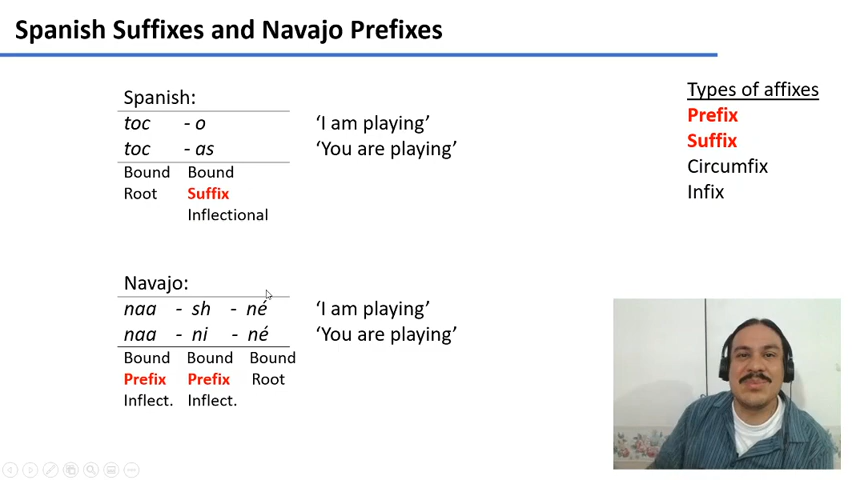 Spanish Suffixes and Navajo Prefixes
Spanish:
toc - o ‘I am playing’
toc - as ‘You are playing’
Bound Bound
Root Suffix
Inflectional
Navajo:
naa - sh - né ‘I am playing’
naa - ni - né ‘You are playing’
Bound Bound Bound
Prefix Prefix Root
Inflect. Inflect.
Types of affixes
Prefix
Suffix
Circumfix
Infix